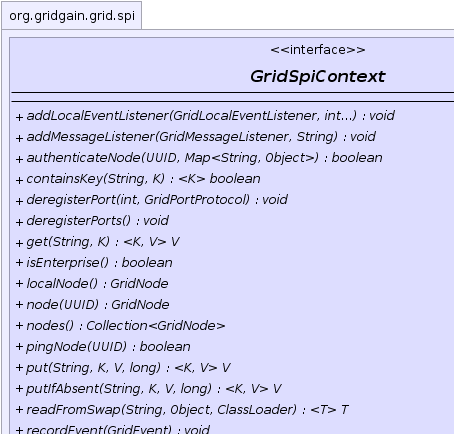 org.gridgain.grid.spi
<<interface>>
GridSpiContext
+ addLocalEventListener(GridLocalEventListener, int...) : void
+ addMessageListener(GridMessageListener, String) : void
+ authenticateNode(UUID, Map<String, Object>) : boolean
+ containsKey(String, K) : <K> boolean
+ deregisterPort(int, GridPortProtocol) : void
+ deregisterPorts() : void
+ get(String, K) : <K, V> V
+ isEnterprise() : boolean
+ localNode() : GridNode
+ node(UUID) : GridNode
+ nodes() : Collection<GridNode>
+ pingNode(UUID) : boolean
+ put(String, K, V, long) : <K, V> V
+ putIfAbsent(String, K, V, long) : <K, V> V
+ readFromSwap(String, Object, ClassLoader) : <T> T
+ recordEvent(GridEvent) : void